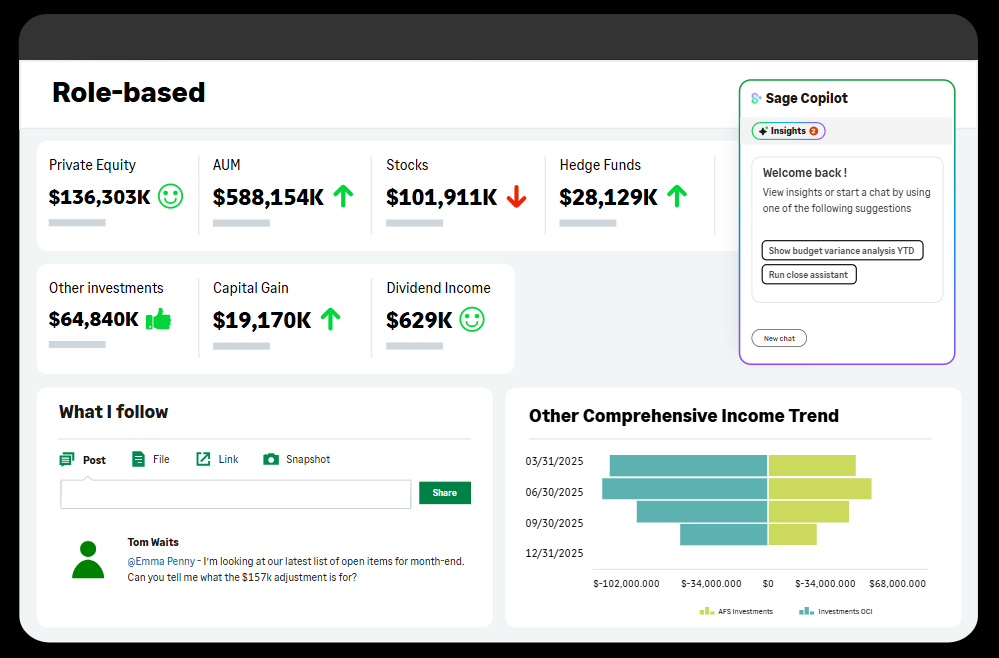 Role-based
Sage Copilot
Insights 2
Welcome back !
View insights or start a chat by using
one of the following suggestions
Show budget variance analysis YTD
Run close assistant
New chat
Private Equity
$136,303K
AUM
$588,154K
Stocks
$101,911K
Hedge Funds
$28,129K
Other investments
$64,840K
Capital Gain
$19,170K
Dividend Income
$629K
What I follow
Post File Link Snapshot
Share
Tom Waits
@Emma Penny - I'm looking at our latest list of open items for month-end.
Can you tell me what the $157k adjustment is for?
Other Comprehensive Income Trend
03/31/2025
06/30/2025
09/30/2025
12/31/2025
$-102,000.000 $-34,000.000 $0 $-34,000.000 $68,000.000
AFS Investments Investments OCI